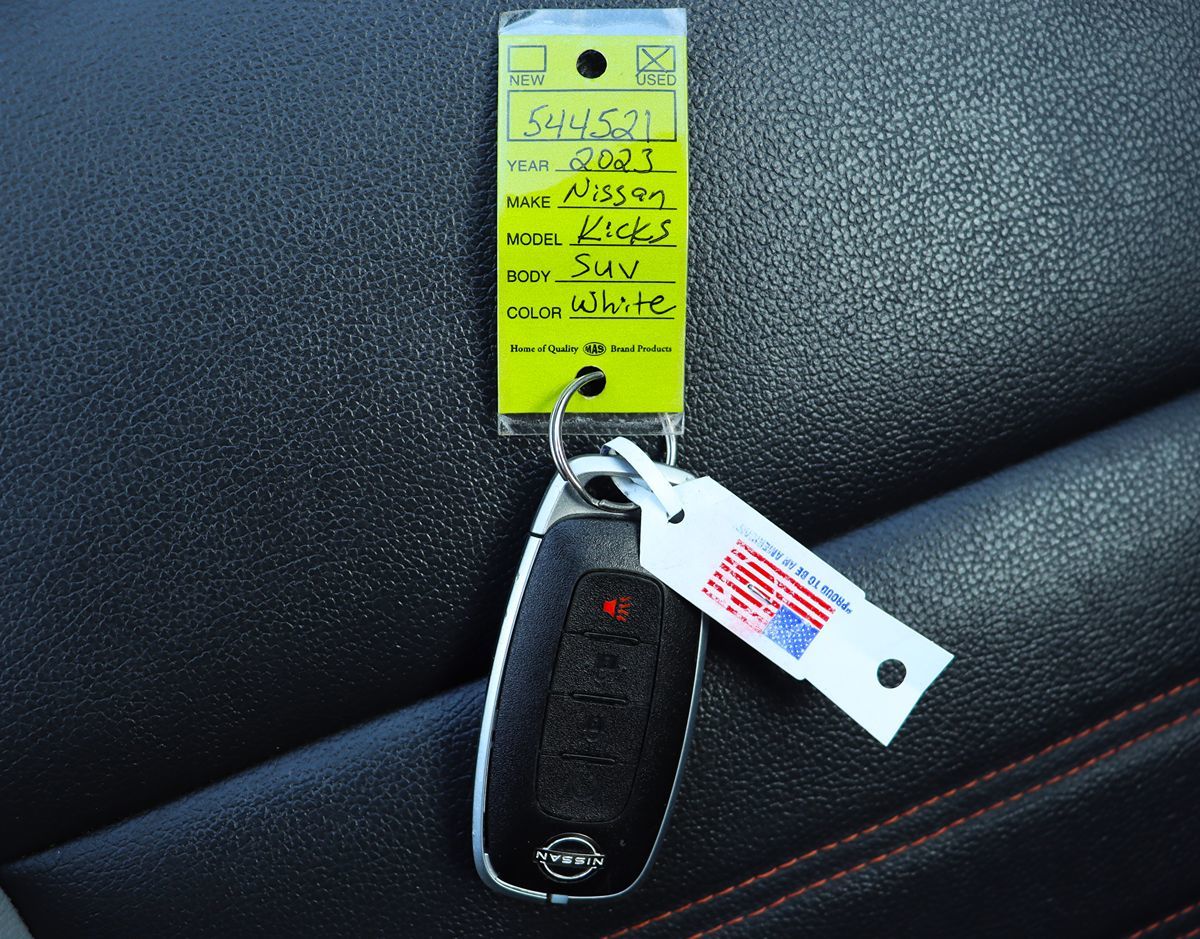 NEW USED
544521
YEAR 2023
MAKE Nissan
MODEL Kicks
BODY SUV
COLOR White
Home of Quality MAS Brand Products
"PROUD TO BE AN AMERICAN"
NISSAN